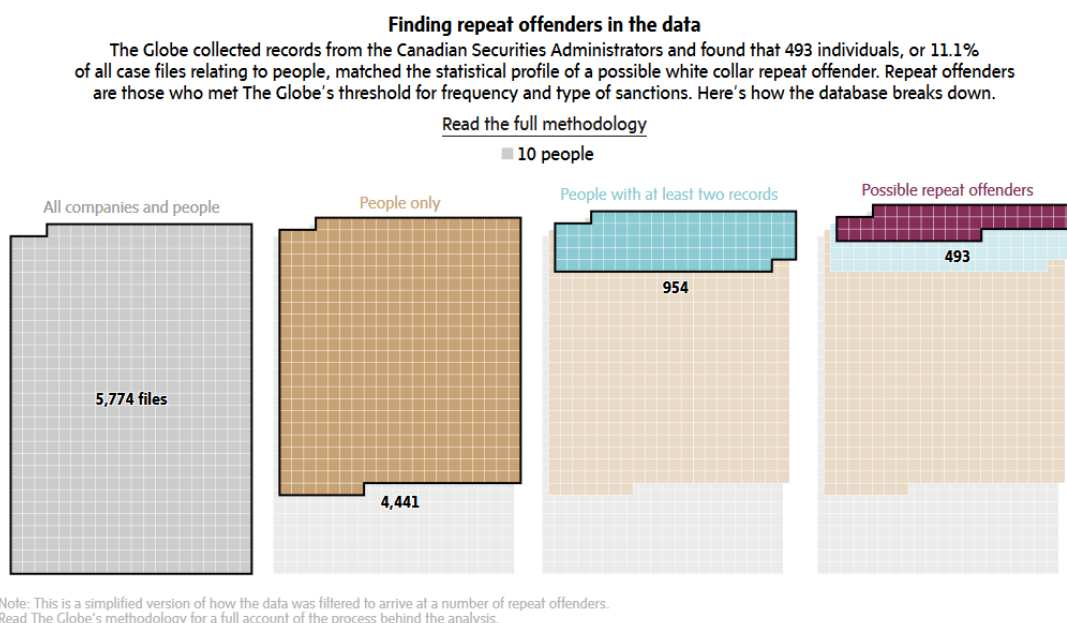 Finding repeat offenders in the data
The Globe collected records from the Canadian Securities Administrators and found that 493 individuals, or 11.1%
of all case files relating to people, matched the statistical profile of a possible white collar repeat offender. Repeat offenders
are those who met The Globe's threshold for frequency and type of sanctions. Here's how the database breaks down.
Read the full methodology
10 people
All companies and people
People only
People with at least two records
Possible repeat offenders
5,774 files
4,441
954
493
Note: This is a simplified version of how the data was filtered to arrive at a number of repeat offenders.
Read The Globe's methodology for a full account of the process behind the analysis.